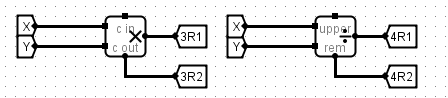 X
c in
3R1
Y
c out
×
3R2
X
upper
4R1
Y
rem
÷
4R2